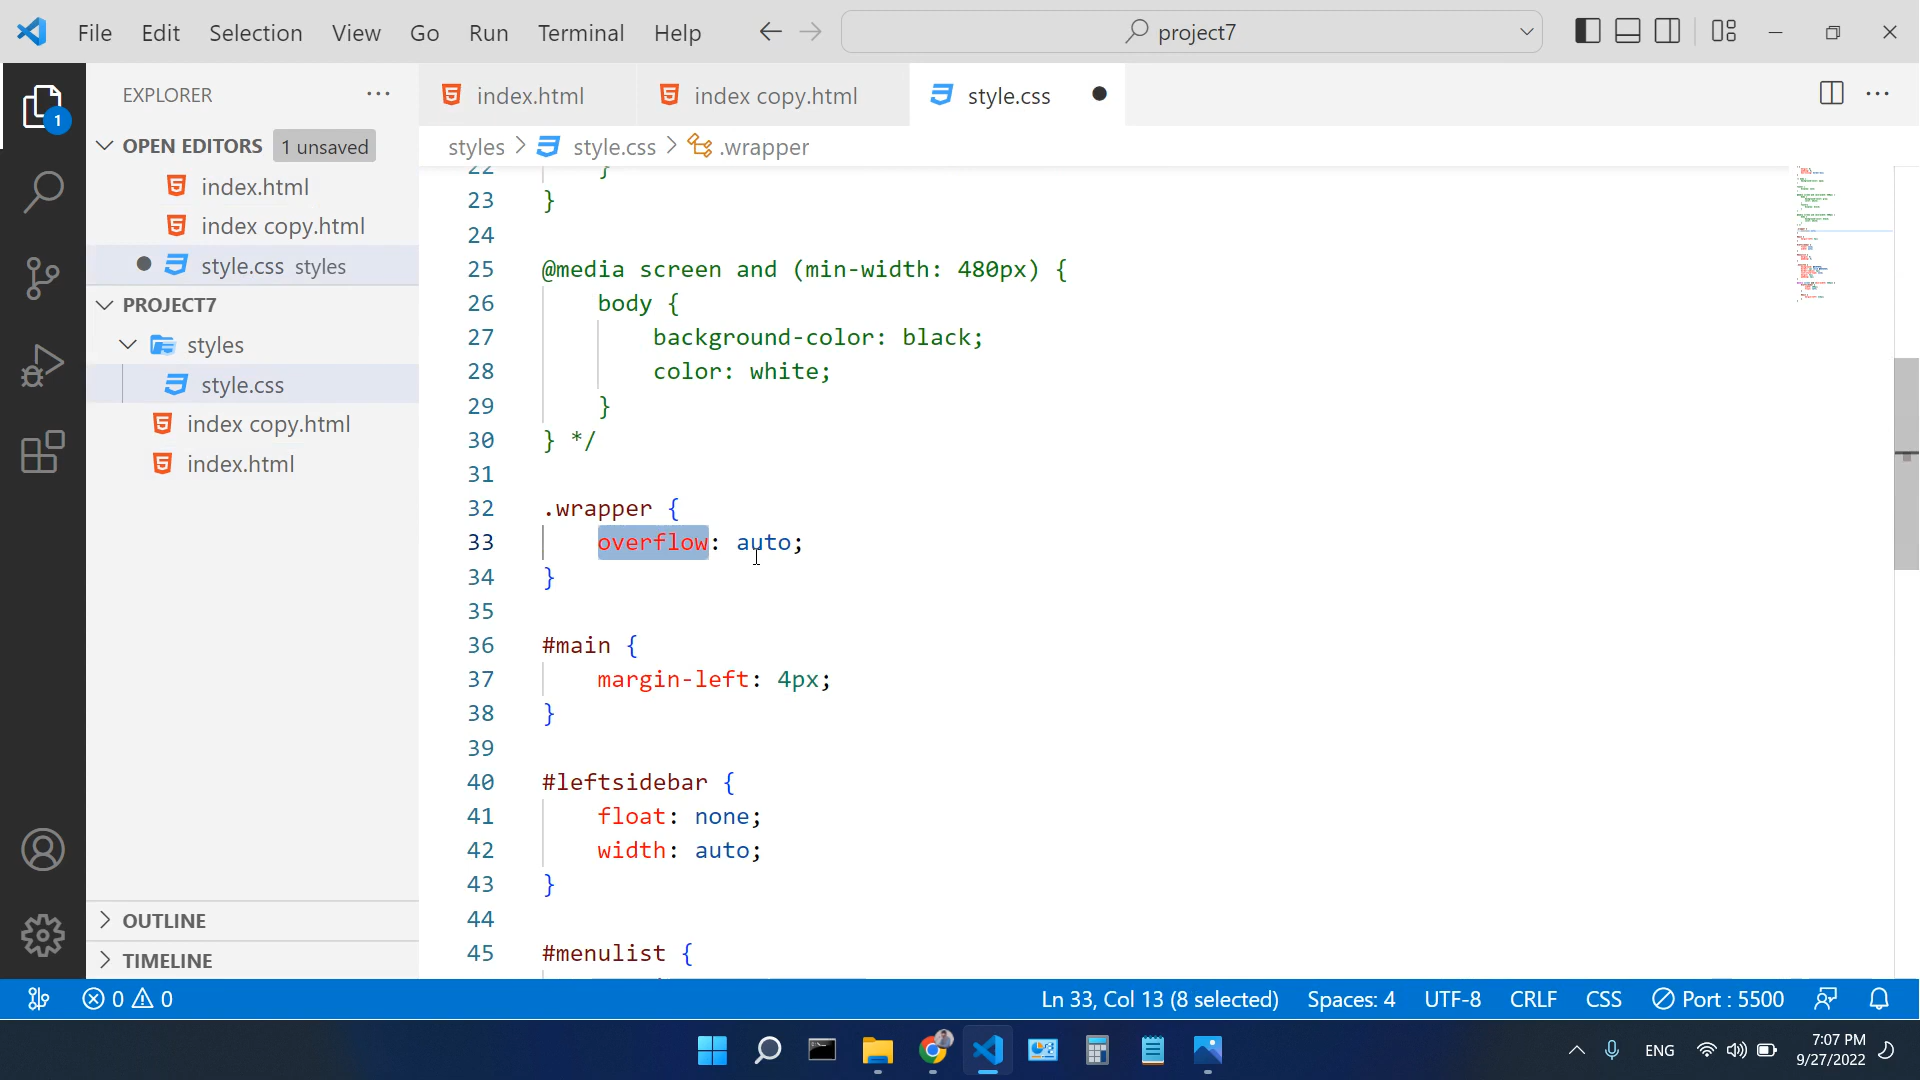 File Edit Selection View Go Run Terminal Help
project7
EXPLORER
index.html
index copy.html
style.css
OPEN EDITORS
1 unsaved
styles > style.css > .wrapper
index.html
index copy.html
style.css styles
PROJECT7
styles
style.css
index copy.html
index.html
OUTLINE
TIMELINE
22 }
23 }
24
25 @media screen and (min-width: 480px) {
26 body {
27 background-color: black;
28 color: white;
29 }
30 } */
31
32 .wrapper {
33 overflow: auto;
34 }
35
36 #main {
37 margin-left: 4px;
38 }
39
40 #leftsidebar {
41 float: none;
42 width: auto;
43 }
44
45 #menulist {
1
0 0
Ln 33, Col 13 (8 selected)
Spaces: 4
UTF-8
CRLF
CSS
Port : 5500
ENG
7:07 PM
9/27/2022